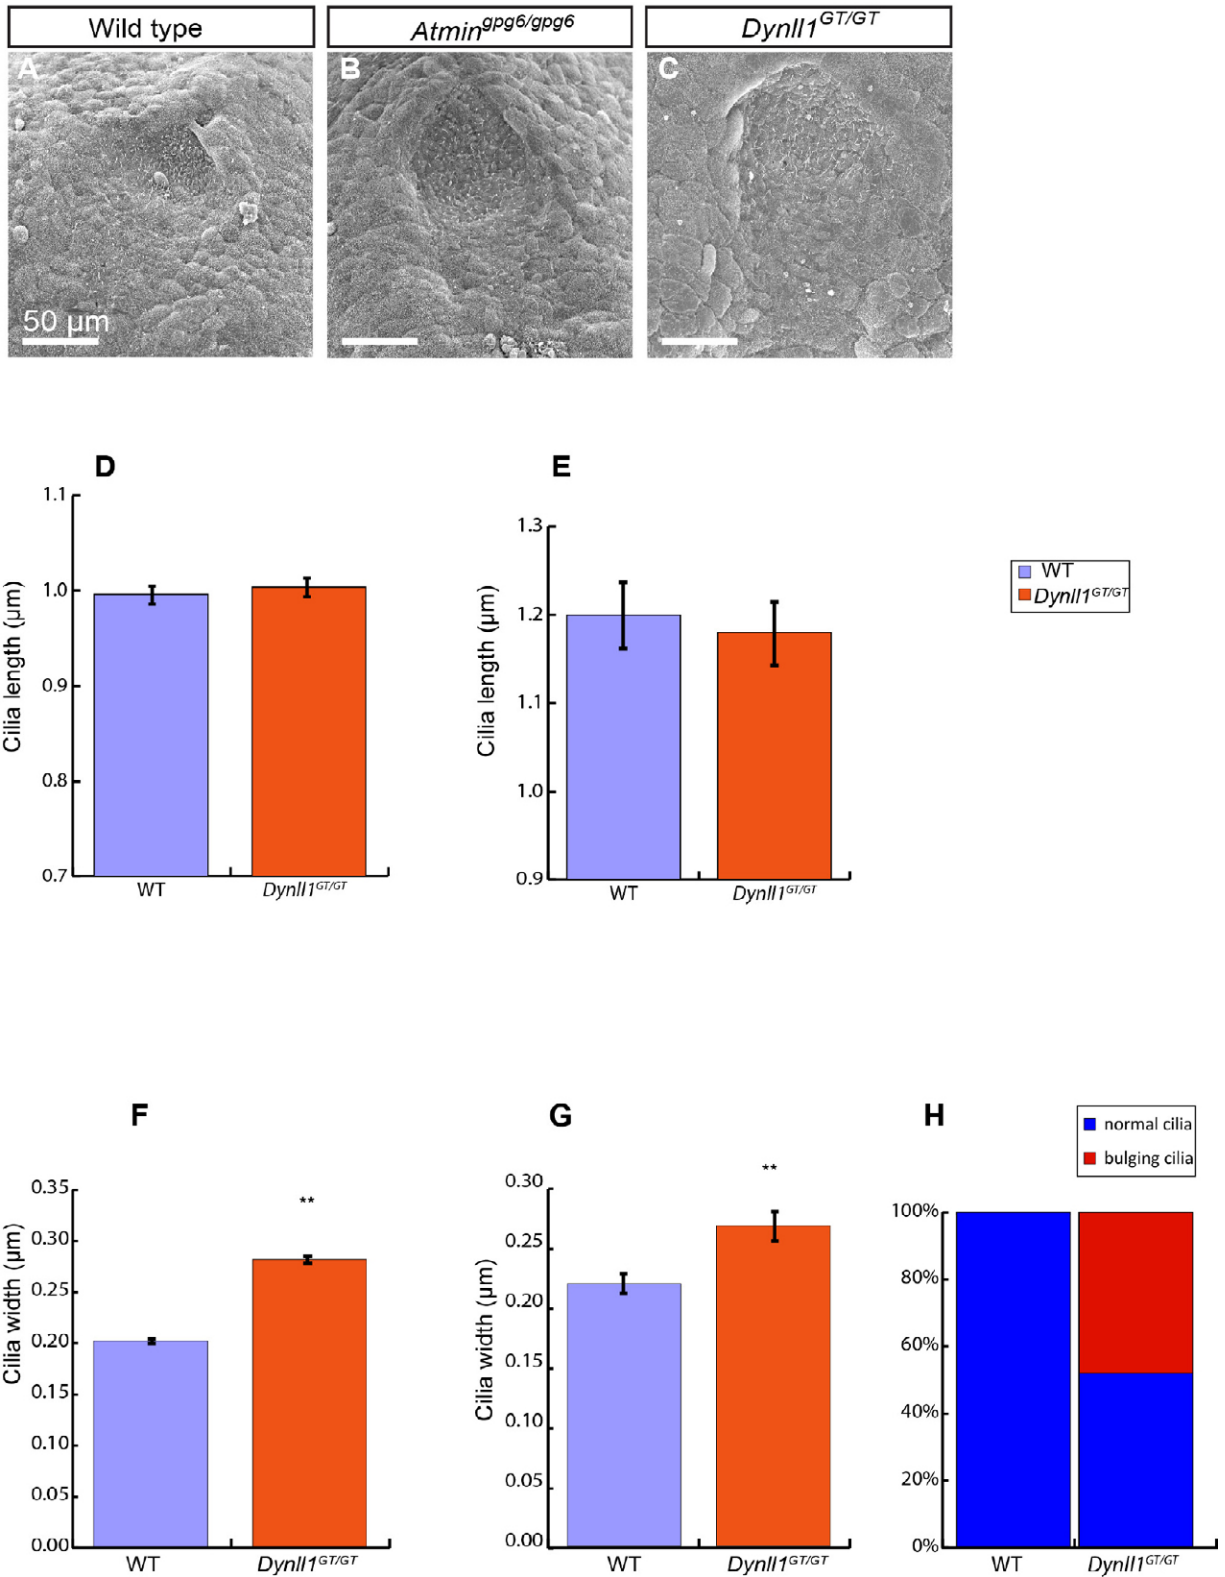 Wild type
Atmin^gpg6/gpg6
Dynll1^GT/GT
A
B
C
50 µm
D
E
1.1
1.0
0.9
0.8
0.7
Cilia length (µm)
WT
Dynll1^GT/GT
1.3
1.2
1.1
1.0
0.9
Cilia length (µm)
WT
Dynll1^GT/GT
WT
Dynll1^GT/GT
F
G
H
normal cilia
bulging cilia
**
0.35
0.30
0.25
0.20
0.15
0.10
0.05
0.00
Cilia width (µm)
WT
Dynll1^GT/GT
**
0.30
0.25
0.20
0.15
0.10
0.05
0.00
Cilia width (µm)
WT
Dynll1^GT/GT
100%
80%
60%
40%
20%
0%
WT
Dynll1^GT/GT